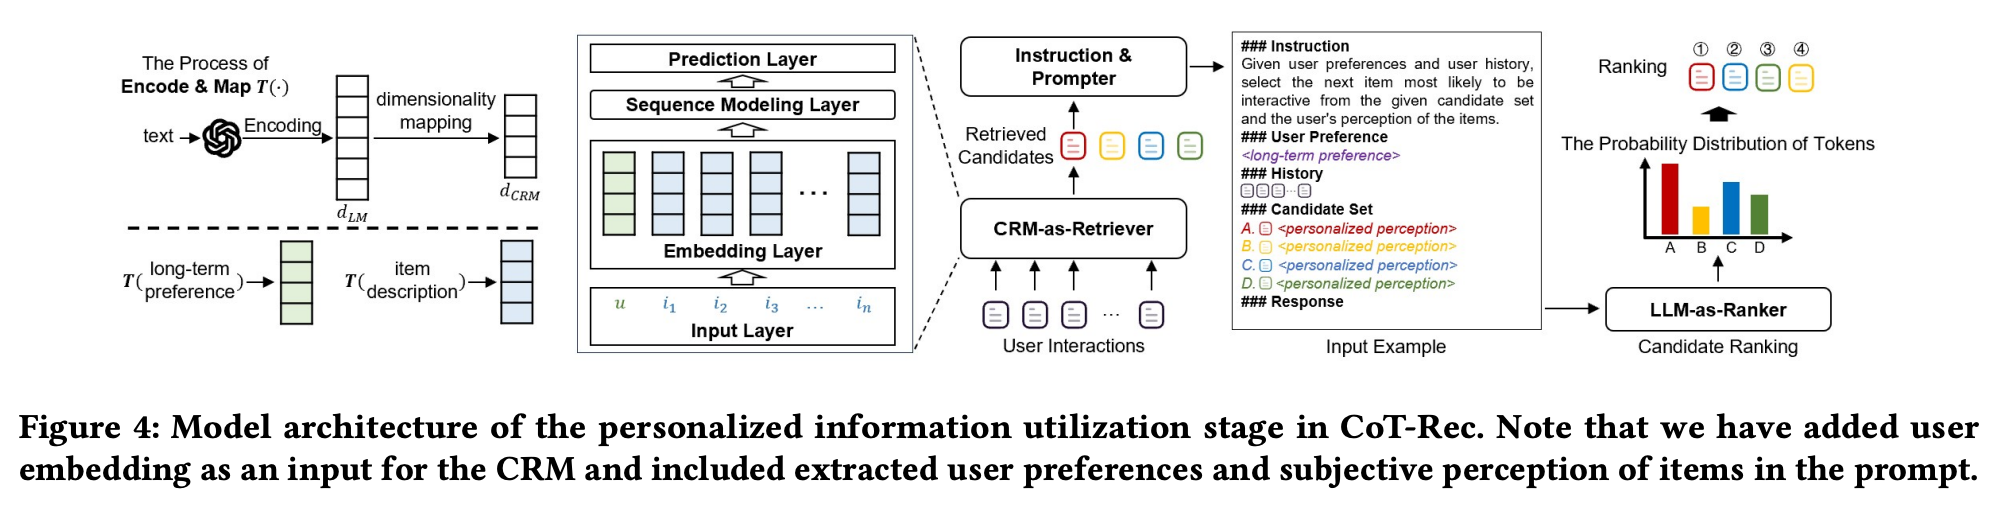 The Process of
Encode & Map T(·)
text
Encoding
dimensionality
mapping
d_LM
d_CRM
T( long-term
preference )
T( item
description )
Prediction Layer
Sequence Modeling Layer
...
Embedding Layer
u i_1 i_2 i_3 ... i_n
Input Layer
Instruction &
Prompter
Retrieved
Candidates
CRM-as-Retriever
...
User Interactions
### Instruction
Given user preferences and user history,
select the next item most likely to be
interactive from the given candidate set
and the user's perception of the items.
### User Preference
<long-term preference>
### History
...
### Candidate Set
A. <personalized perception>
B. <personalized perception>
C. <personalized perception>
D. <personalized perception>
### Response
Input Example
① ② ③ ④
Ranking
The Probability Distribution of Tokens
A B C D
LLM-as-Ranker
Candidate Ranking
Figure 4: Model architecture of the personalized information utilization stage in CoT-Rec. Note that we have added user
embedding as an input for the CRM and included extracted user preferences and subjective perception of items in the prompt.